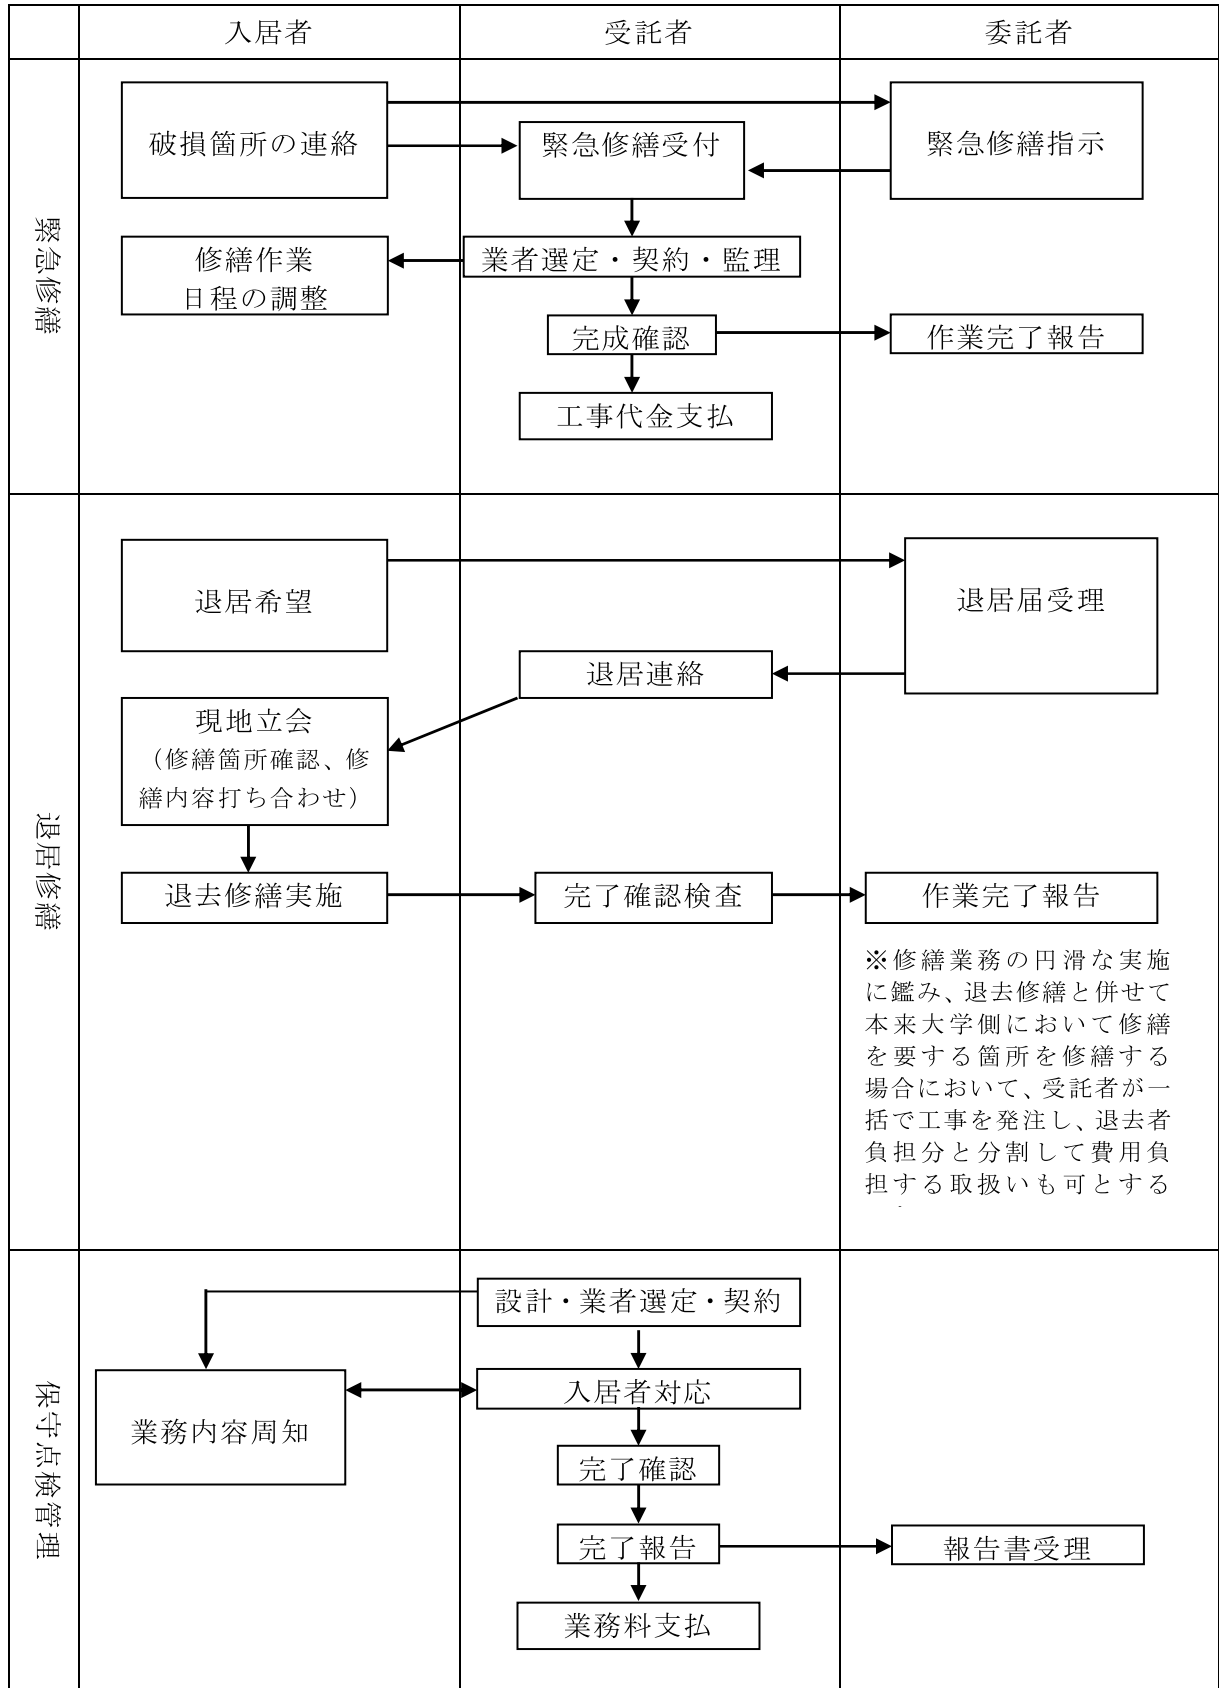 入居者
受託者
委託者
緊急修繕
破損箇所の連絡
緊急修繕受付
緊急修繕指示
修繕作業
日程の調整
業者選定・契約・監理
完成確認
作業完了報告
工事代金支払
退居修繕
退居希望
退居届受理
退居連絡
現地立会
（修繕箇所確認、修
繕内容打ち合わせ）
退去修繕実施
完了確認検査
作業完了報告
※修繕業務の円滑な実施
に鑑み、退去修繕と併せて
本来大学側において修繕
を要する箇所を修繕する
場合において、受託者が一
括で工事を発注し、退去者
負担分と分割して費用負
担する取扱いも可とする
保守点検管理
設計・業者選定・契約
業務内容周知
入居者対応
完了確認
完了報告
報告書受理
業務料支払